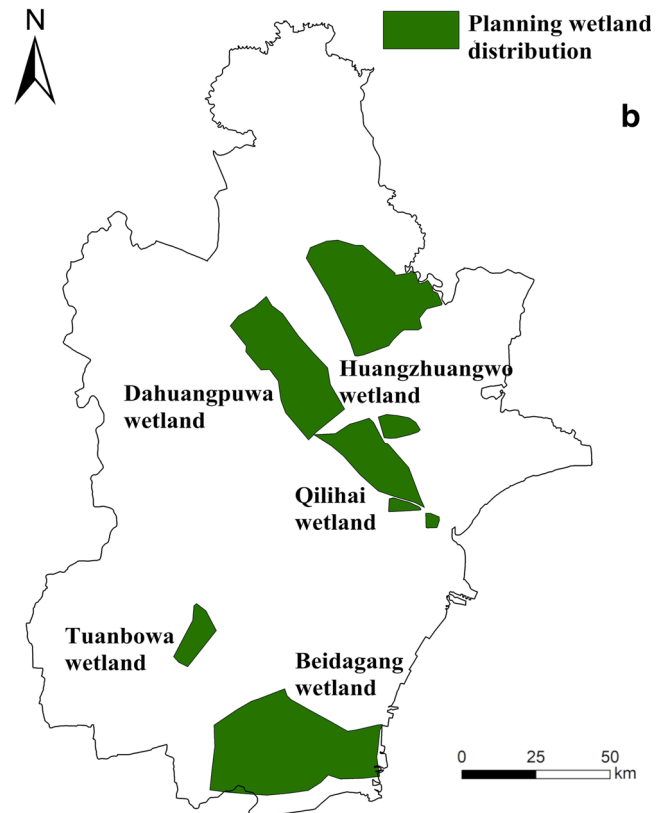 N
Planning wetland
distribution
b
Huangzhuangwo
wetland
Dahuangpuwa
wetland
Qilihai
wetland
Tuanbowa
wetland
Beidagang
wetland
0 25 50
km